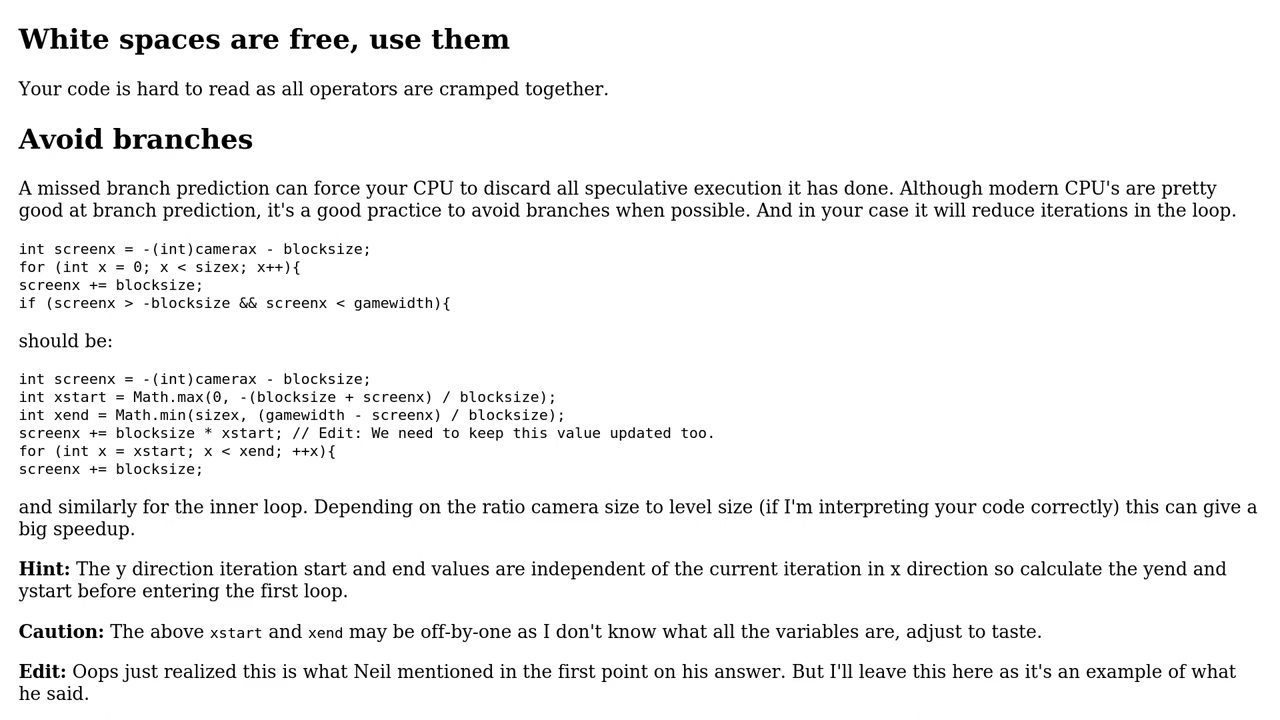 White spaces are free, use them
Your code is hard to read as all operators are cramped together.
Avoid branches
A missed branch prediction can force your CPU to discard all speculative execution it has done. Although modern CPU's are pretty
good at branch prediction, it's a good practice to avoid branches when possible. And in your case it will reduce iterations in the loop.
int screenx = -(int)camerax - blocksize;
for (int x = 0; x < sizex; x++){
screenx += blocksize;
if (screenx > -blocksize && screenx < gamewidth){
should be:
int screenx = -(int)camerax - blocksize;
int xstart = Math.max(0, -(blocksize + screenx) / blocksize);
int xend = Math.min(sizex, (gamewidth - screenx) / blocksize);
screenx += blocksize * xstart; // Edit: We need to keep this value updated too.
for (int x = xstart; x < xend; ++x){
screenx += blocksize;
and similarly for the inner loop. Depending on the ratio camera size to level size (if I'm interpreting your code correctly) this can give a
big speedup.
Hint: The y direction iteration start and end values are independent of the current iteration in x direction so calculate the yend and
ystart before entering the first loop.
Caution: The above xstart and xend may be off-by-one as I don't know what all the variables are, adjust to taste.
Edit: Oops just realized this is what Neil mentioned in the first point on his answer. But I'll leave this here as it's an example of what
he said.